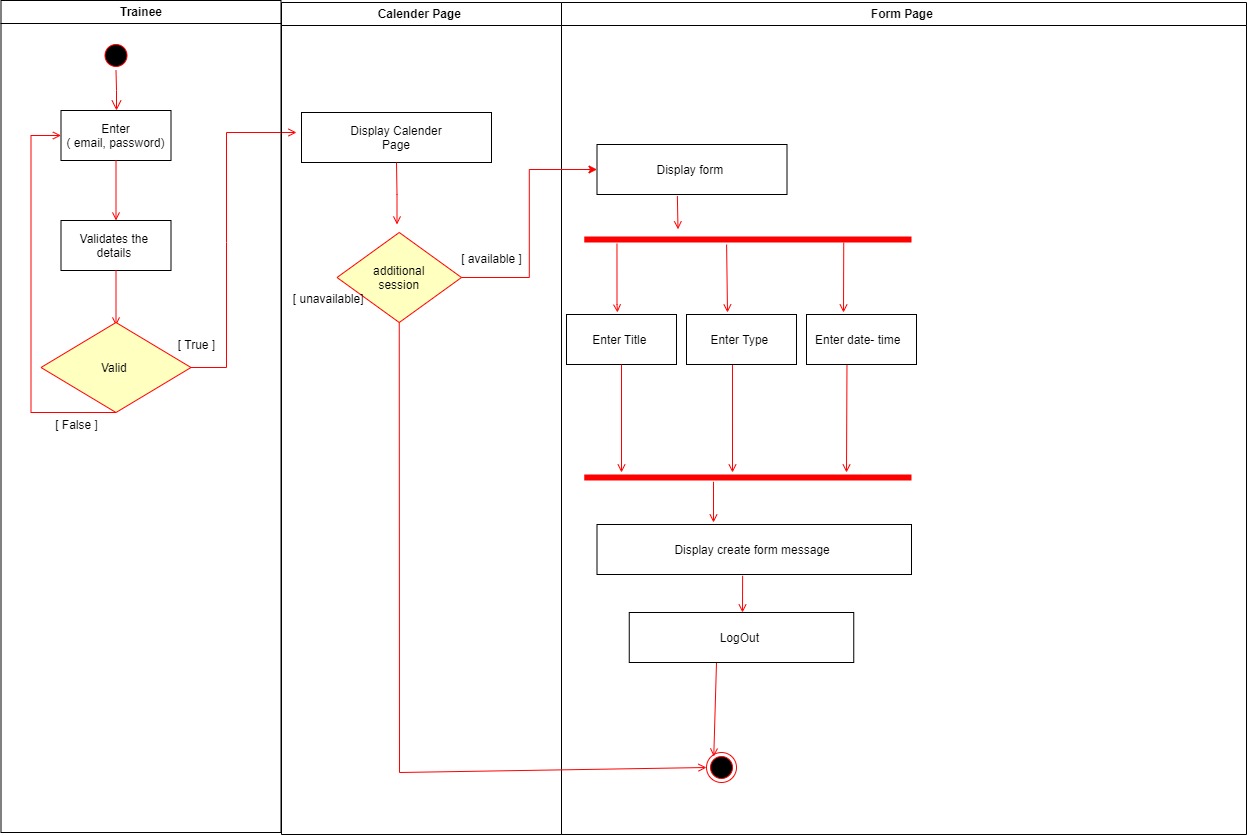 Trainee
Calender Page
Form Page
Enter
( email, password)
Validates the
details
Valid
[ True ]
[ False ]
Display Calender
Page
additional
session
[ available ]
[ unavailable]
Display form
Enter Title
Enter Type
Enter date- time
Display create form message
LogOut